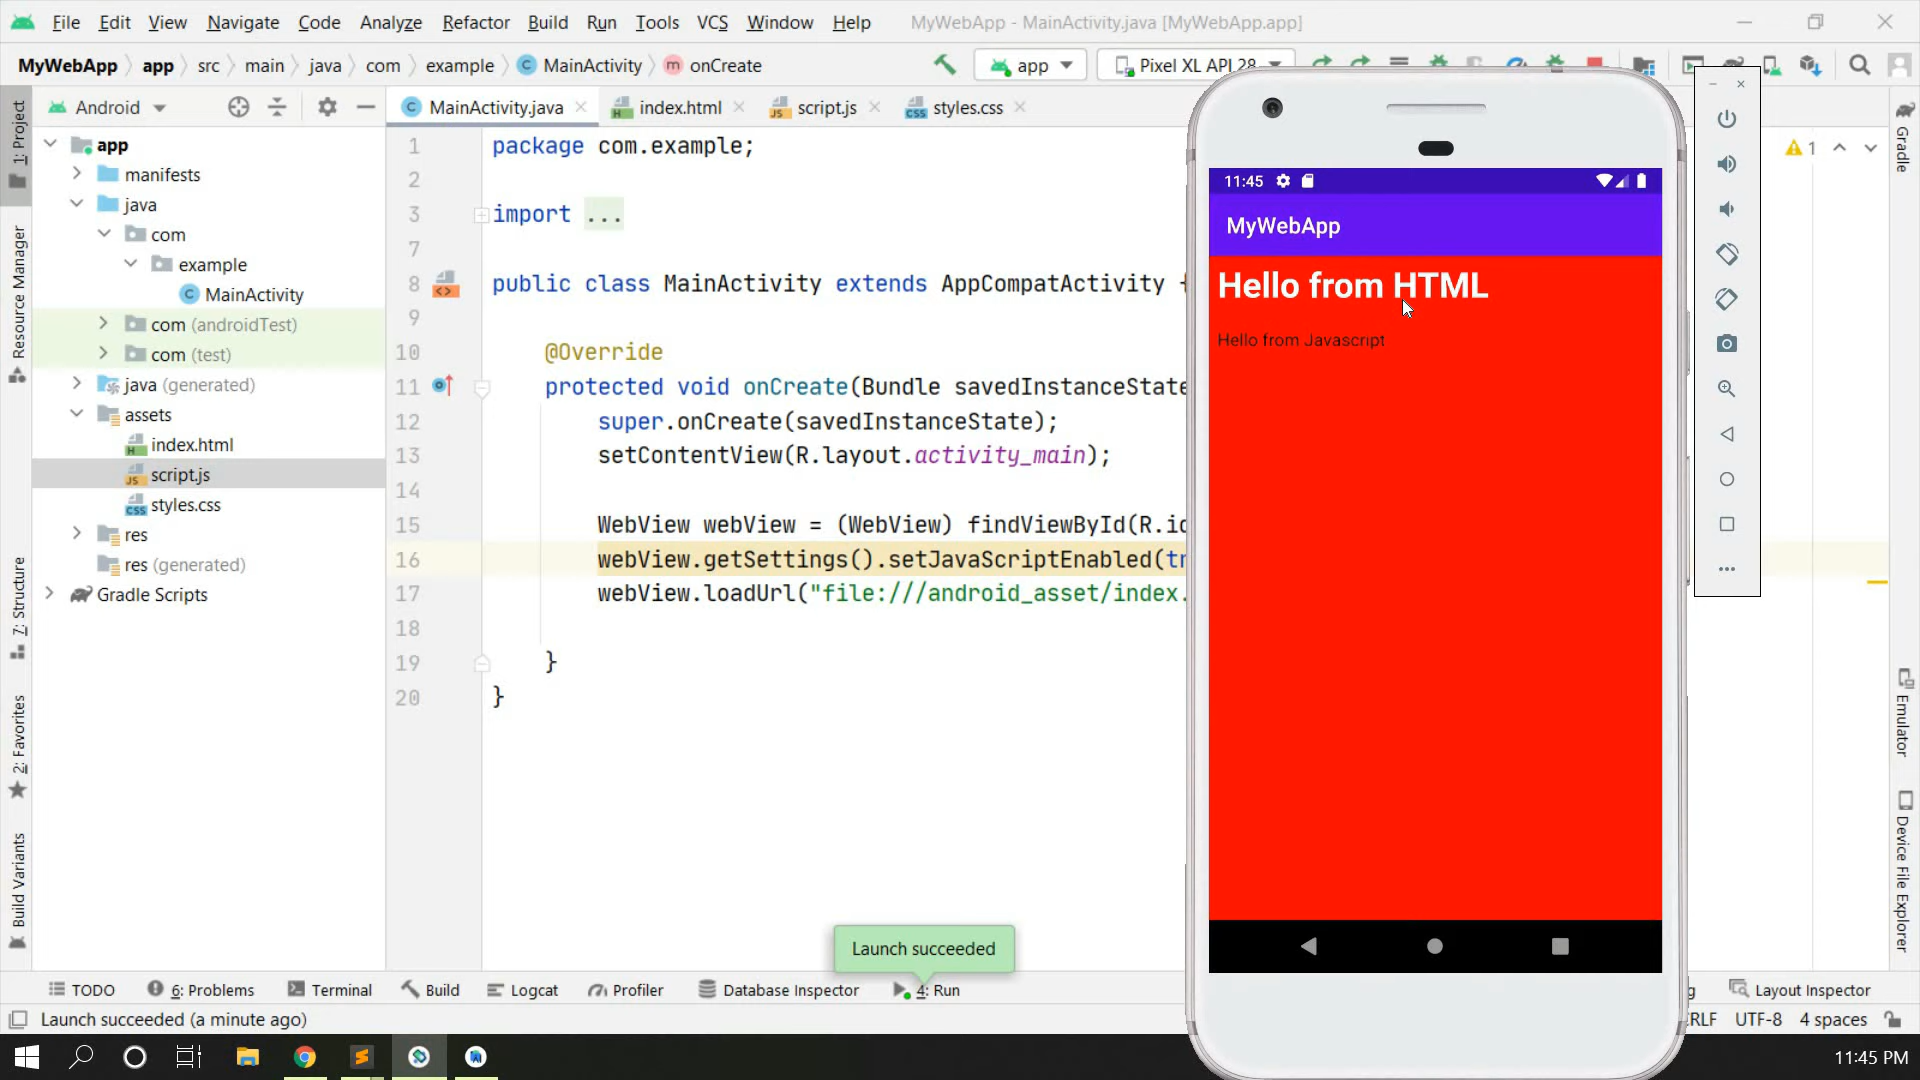 File Edit View Navigate Code Analyze Refactor Build Run Tools VCS Window Help MyWebApp - MainActivity.java [MyWebApp.app]
MyWebApp app src main java com example MainActivity onCreate app Pixel XL API 28
1: Project
Resource Manager
7: Structure
2: Favorites
Build Variants
Android
app
manifests
java
com
example
MainActivity
com (androidTest)
com (test)
java (generated)
assets
index.html
script.js
styles.css
res
res (generated)
Gradle Scripts
MainActivity.java index.html script.js styles.css
1 package com.example;
2
3 import ...
7
8 public class MainActivity extends AppCompatActivity {
9
10 @Override
11 protected void onCreate(Bundle savedInstanceState
12 super.onCreate(savedInstanceState);
13 setContentView(R.layout.activity_main);
14
15 WebView webView = (WebView) findViewById(R.id
16 webView.getSettings().setJavaScriptEnabled(tr
17 webView.loadUrl("file:///android_asset/index.
18
19 }
20 }
1
11:45
MyWebApp
Hello from HTML
Hello from Javascript
Gradle
Emulator
Device File Explorer
Launch succeeded
TODO 6: Problems Terminal Build Logcat Profiler Database Inspector 4: Run g Layout Inspector
Launch succeeded (a minute ago) CRLF UTF-8 4 spaces
11:45 PM